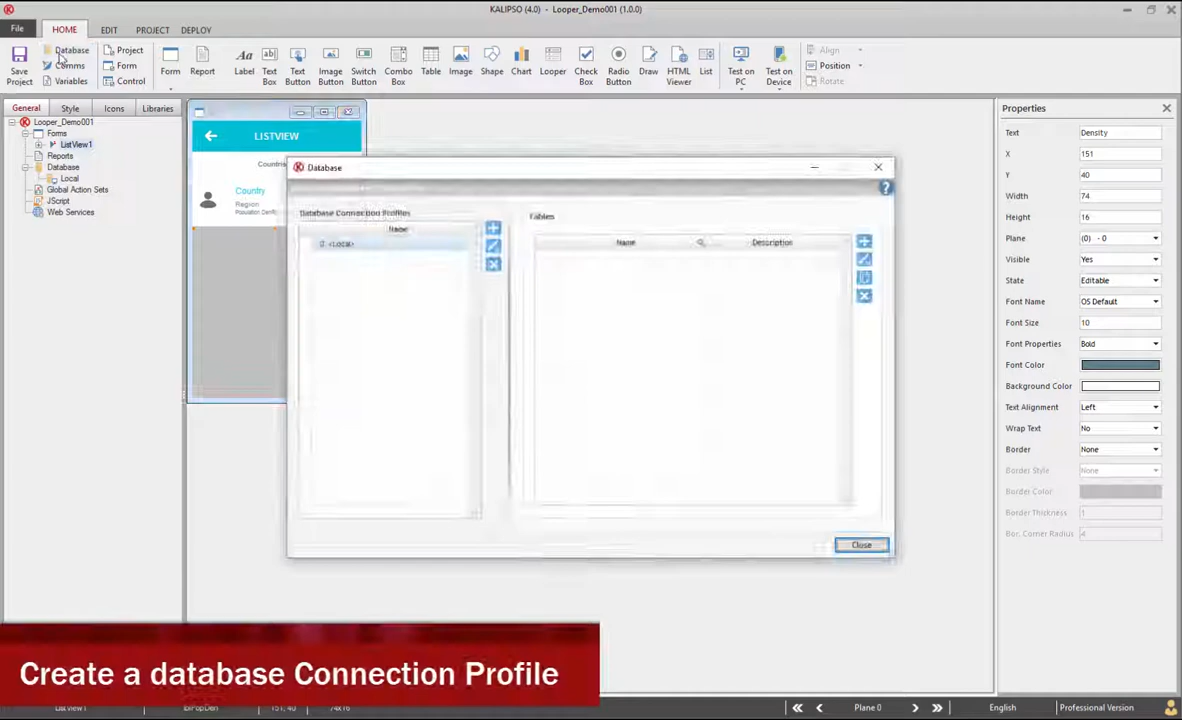 KALIPSO (4.0) - Looper_Demo001 (1.0.0)
File HOME EDIT PROJECT DEPLOY
Save Project
Database
Comms
Variables
Project
Form
Control
Form
Report
Label
Text Box
Text Button
Image Button
Switch Button
Combo Box
Table
Image
Shape
Chart
Looper
Check Box
Radio Button
Draw
HTML Viewer
List
Test on PC
Test on Device
Align
Position
Rotate
General Style Icons Libraries
Looper_Demo001
Forms
ListView1
Reports
Database
Local
Global Action Sets
JScript
Web Services
LISTVIEW
Country
Region
Database
?
Database Connection Profiles
Name
<Local>
Tables
Name Description
Close
Properties
Text Density
X 151
Y 40
Width 74
Height 16
Plane (0) - 0
Visible Yes
State Editable
Font Name OS Default
Font Size 10
Font Properties Bold
Font Color
Background Color
Text Alignment Left
Wrap Text No
Border None
Border Style None
Border Color
Border Thickness 1
Bor. Corner Radius 4
Create a database Connection Profile
Plane 0
English
Professional Version